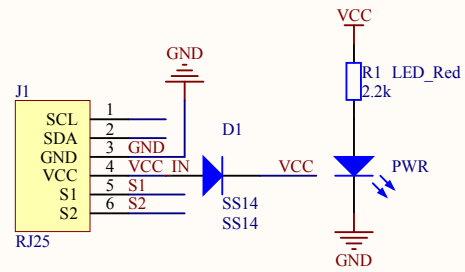 VCC
GND
R1 LED_Red
2.2k
J1
SCL 1
SDA 2
GND 3 GND
VCC 4 VCC_IN
S1 5 S1
S2 6 S2
RJ25
D1
VCC
SS14
SS14
PWR
GND